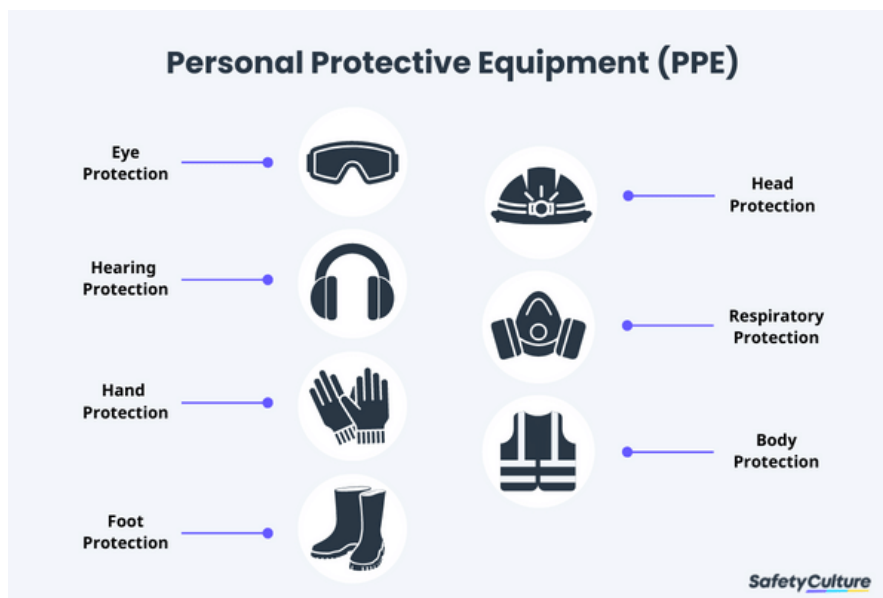 Personal Protective Equipment (PPE)
Eye
Protection
Hearing
Protection
Hand
Protection
Foot
Protection
Head
Protection
Respiratory
Protection
Body
Protection
SafetyCulture